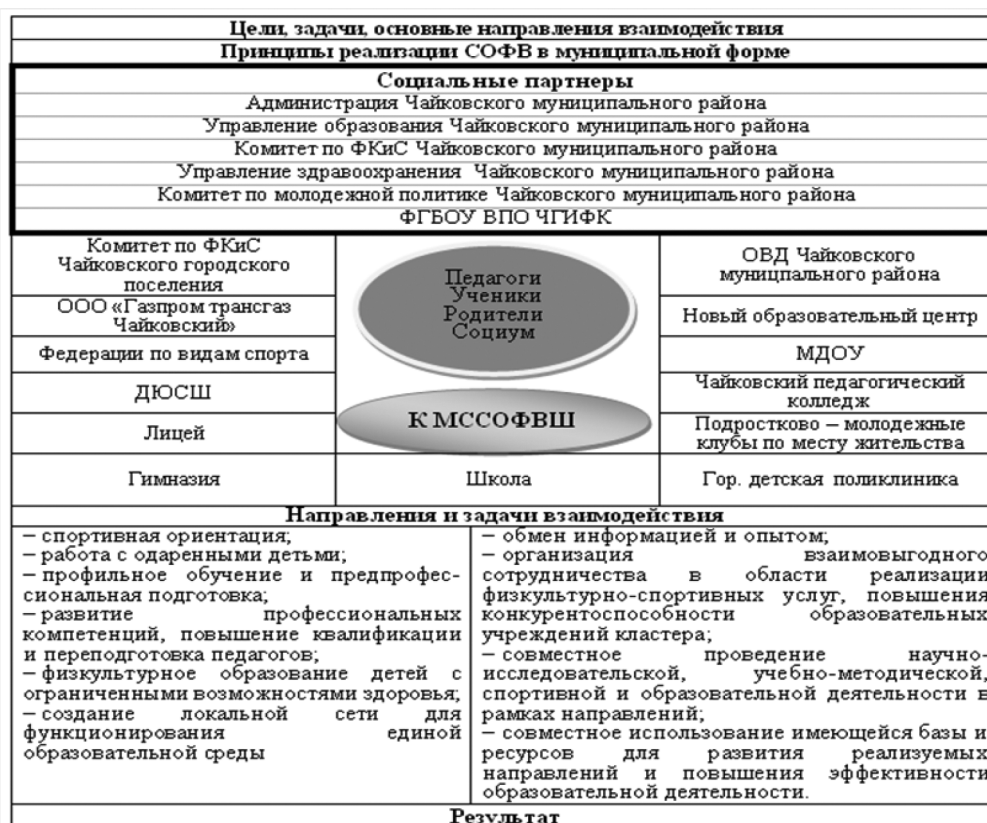 Цели, задачи, основные направления взаимодействия
Принципы реализации СОФВ в муниципальной форме
Социальные партнеры
Администрация Чайковского муниципального района
Управление образования Чайковского муниципального района
Комитет по ФКиС Чайковского муниципального района
Управление здравоохранения Чайковского муниципального района
Комитет по молодежной политике Чайковского муниципального района
ФГБОУ ВПО ЧГИФК
Комитет по ФКиС
Чайковского городского
поселения
ООО «Газпром трансгаз
Чайковский»
Федерации по видам спорта
ДЮСШ
Лицей
Гимназия
Педагоги
Ученики
Родители
Социум
К МССОФВШ
Школа
ОВД Чайковского
муницпального района
Новый образовательный центр
МДОУ
Чайковский педагогический
колледж
Подростково – молодежные
клубы по месту жительства
Гор. детская поликлиника
Направления и задачи взаимодействия
– спортивная ориентация;
– работа с одаренными детьми;
– профильное обучение и предпрофес-
сиональная подготовка;
– развитие профессиональных
компетенций, повышение квалификации
и переподготовка педагогов;
– физкультурное образование детей с
ограниченными возможностями здоровья;
– создание локальной сети для
функционирования единой
образовательной среды
– обмен информацией и опытом;
– организация взаимовыгодного
сотрудничества в области реализации
физкультурно-спортивных услуг, повышения
конкурентоспособности образовательных
учреждений кластера;
– совместное проведение научно-
исследовательской, учебно-методической,
спортивной и образовательной деятельности в
рамках направлений;
– совместное использование имеющейся базы и
ресурсов для развития реализуемых
направлений и повышения эффективности
образовательной деятельности.
Результат